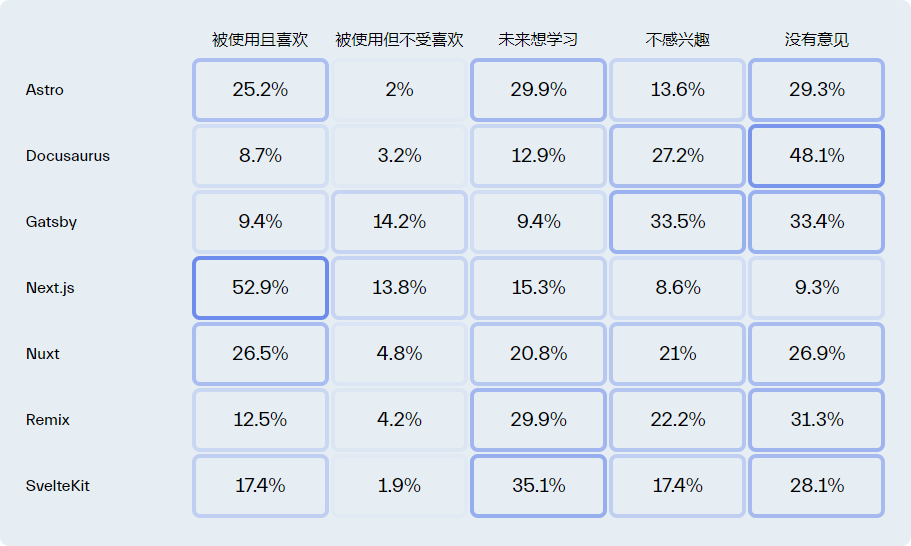 被使用且喜欢 被使用但不受喜欢 未来想学习 不感兴趣 没有意见
Astro 25.2% 2% 29.9% 13.6% 29.3%
Docusaurus 8.7% 3.2% 12.9% 27.2% 48.1%
Gatsby 9.4% 14.2% 9.4% 33.5% 33.4%
Next.js 52.9% 13.8% 15.3% 8.6% 9.3%
Nuxt 26.5% 4.8% 20.8% 21% 26.9%
Remix 12.5% 4.2% 29.9% 22.2% 31.3%
SvelteKit 17.4% 1.9% 35.1% 17.4% 28.1%